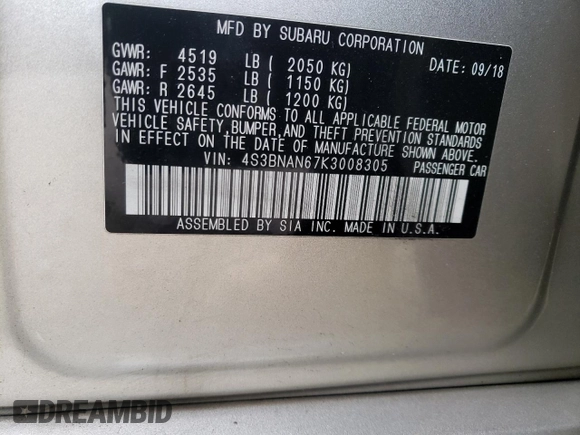 MFD BY SUBARU CORPORATION
GVWR: 4519 LB ( 2050 KG) DATE: 09/18
GAWR: F 2535 LB ( 1150 KG)
GAWR: R 2645 LB ( 1200 KG)
THIS VEHICLE CONFORMS TO ALL APPLICABLE FEDERAL MOTOR
VEHICLE SAFETY, BUMPER, AND THEFT PREVENTION STANDARDS
IN EFFECT ON THE DATE OF MANUFACTURE SHOWN ABOVE.
VIN: 4S3BNAN67K3008305 PASSENGER CAR
ASSEMBLED BY SIA INC. MADE IN U.S.A.
DREAMBID